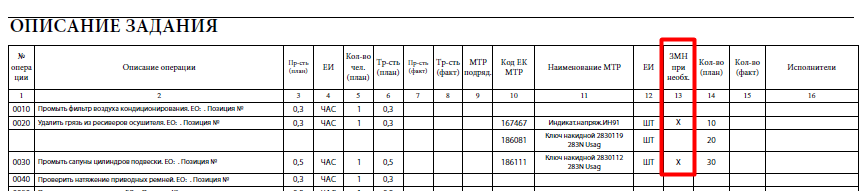 ОПИСАНИЕ ЗАДАНИЯ
№ опера ции | Описание операции | Пр-сть (план) | ЕИ | Кол-во чел. (план) | Тр-сть (план) | Пр-сть (факт) | Тр-сть (факт) | МТР подряд. | Код ЕК МТР | Наименование МТР | ЕИ | ЗМН при необх. | Кол-во (план) | Кол-во (факт) | Исполнители
1 2 3 4 5 6 7 8 9 10 11 12 13 14 15 16
0010 Промыть фильтр воздуха кондиционирования. ЕО: . Позиция № 0,3 ЧАС 1 0,3
0020 Удалить грязь из ресиверов осушителя. ЕО: . Позиция № 0,3 ЧАС 1 0,3 167467 Индикат.напряж.ИН91 ШТ X 10
186081 Ключ накидной 2830119 283N Usag ШТ 20
0030 Промыть сапуны цилиндров подвески. ЕО: . Позиция № 0,5 ЧАС 1 0,5 186111 Ключ накидной 2830112 283N Usag ШТ X 30
0040 Проверить натяжение приводных ремней. ЕО: . Позиция № 0,3 ЧАС 1 0,3